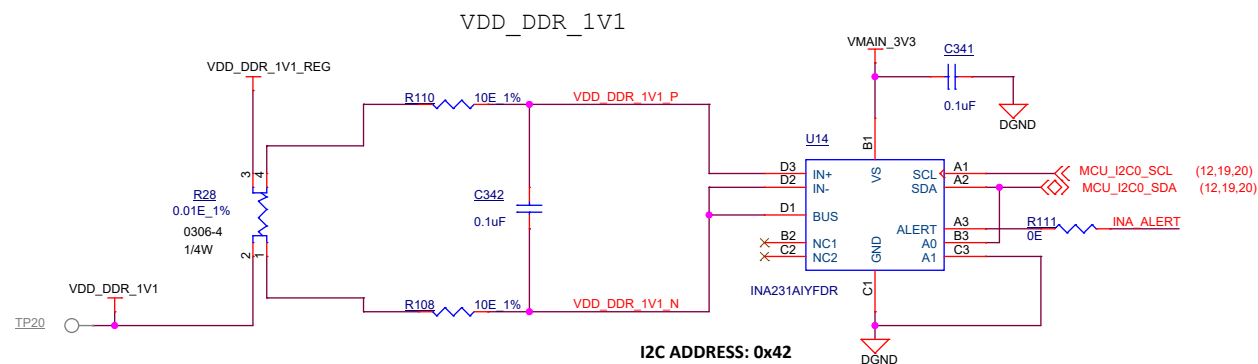 VDD_DDR_1V1
VMAIN_3V3
C341
0.1uF
DGND
VDD_DDR_1V1_REG
R110 10E_1% VDD_DDR_1V1_P
U14
B1
3 4
R28
0.01E_1%
0306-4
1/4W
2 1
C342
0.1uF
D3 IN+ VS SCL A1 MCU_I2C0_SCL (12,19,20)
D2 IN- SDA A2 MCU_I2C0_SDA (12,19,20)
D1 BUS
ALERT A3 R111 INA_ALERT
0E
B2 NC1 GND A0 B3
C2 NC2 A1 C3
INA231AIYFDR
C1
VDD_DDR_1V1
TP20
R108 10E_1% VDD_DDR_1V1_N
DGND
I2C ADDRESS: 0x42